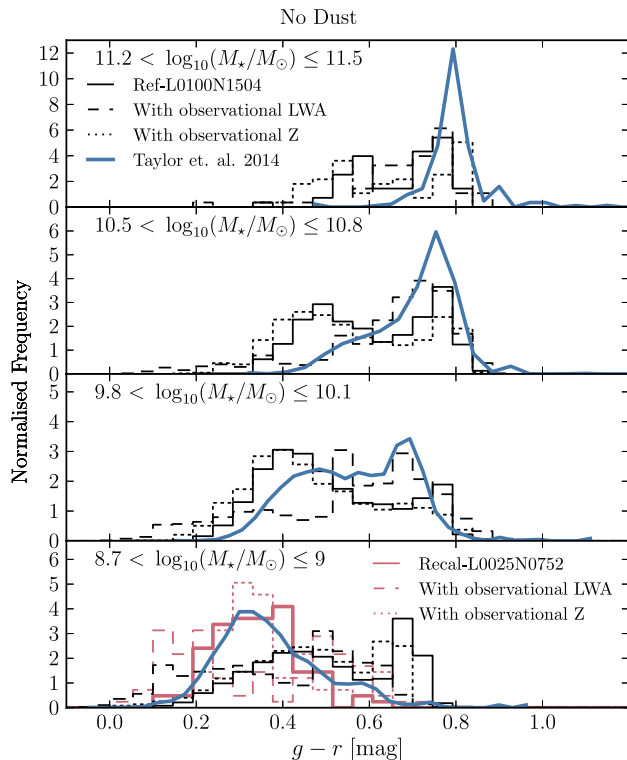 No Dust
11.2 < log₁₀(M⋆/M⊙) ≤ 11.5
Ref-L0100N1504
With observational LWA
With observational Z
Taylor et. al. 2014
12
10
8
6
4
2
0
10.5 < log₁₀(M⋆/M⊙) ≤ 10.8
6
5
4
3
2
1
0
9.8 < log₁₀(M⋆/M⊙) ≤ 10.1
5
4
3
2
1
0
8.7 < log₁₀(M⋆/M⊙) ≤ 9
Recal-L0025N0752
With observational LWA
With observational Z
6
5
4
3
2
1
0
Normalised Frequency
0.0 0.2 0.4 0.6 0.8 1.0
g − r [mag]